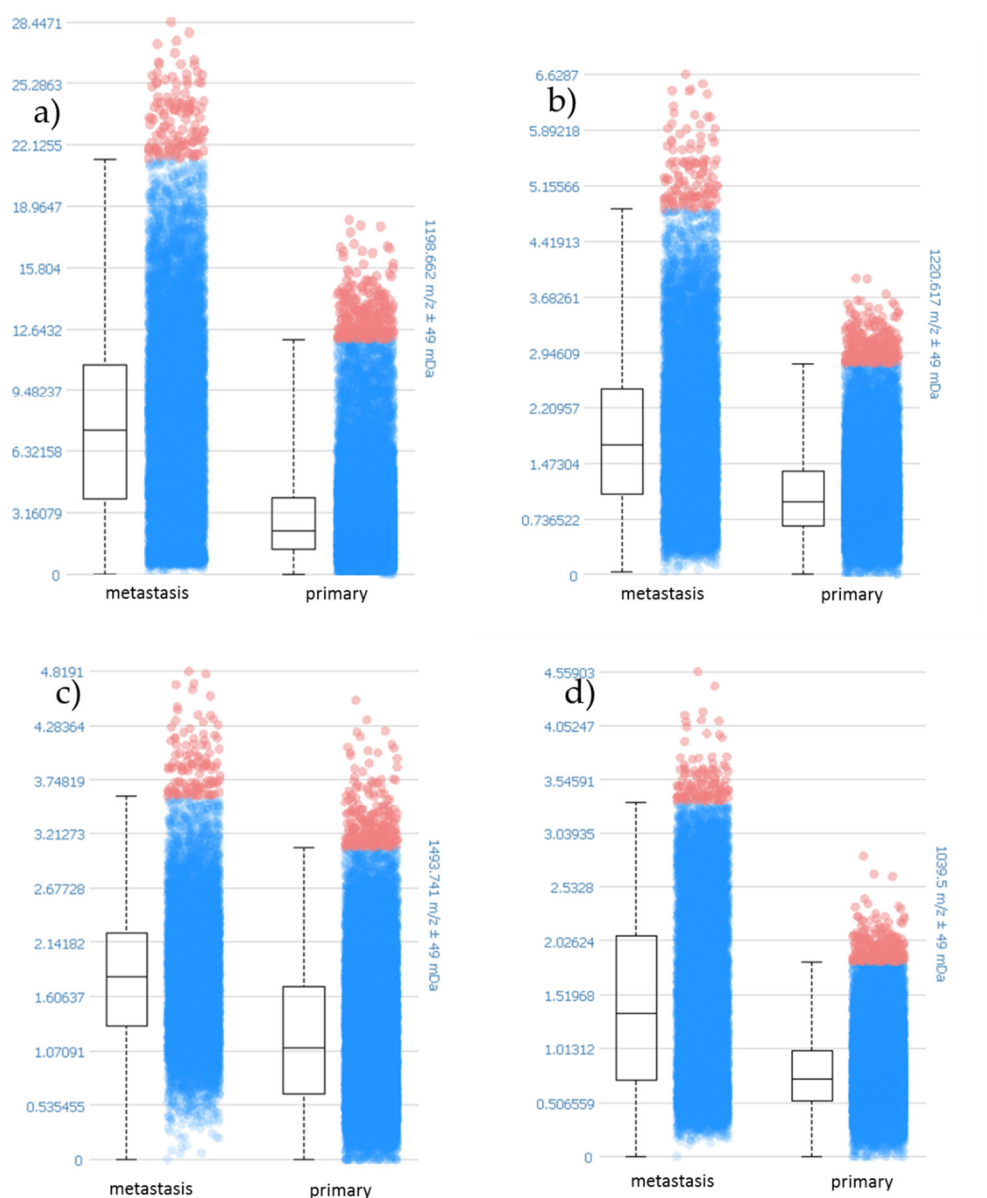 a)
28.4471
25.2863
22.1255
18.9647
15.804
12.6432
9.48237
6.32158
3.16079
0
metastasis
primary
1198.662 m/z ± 49 mDa
b)
6.6287
5.89218
5.15566
4.41913
3.68261
2.94609
2.20957
1.47304
0.736522
0
metastasis
primary
1220.617 m/z ± 49 mDa
c)
4.8191
4.28364
3.74819
3.21273
2.67728
2.14182
1.60637
1.07091
0.535455
0
metastasis
primary
1493.741 m/z ± 49 mDa
d)
4.55903
4.05247
3.54591
3.03935
2.5328
2.02624
1.51968
1.01312
0.506559
0
metastasis
primary
1039.5 m/z ± 49 mDa